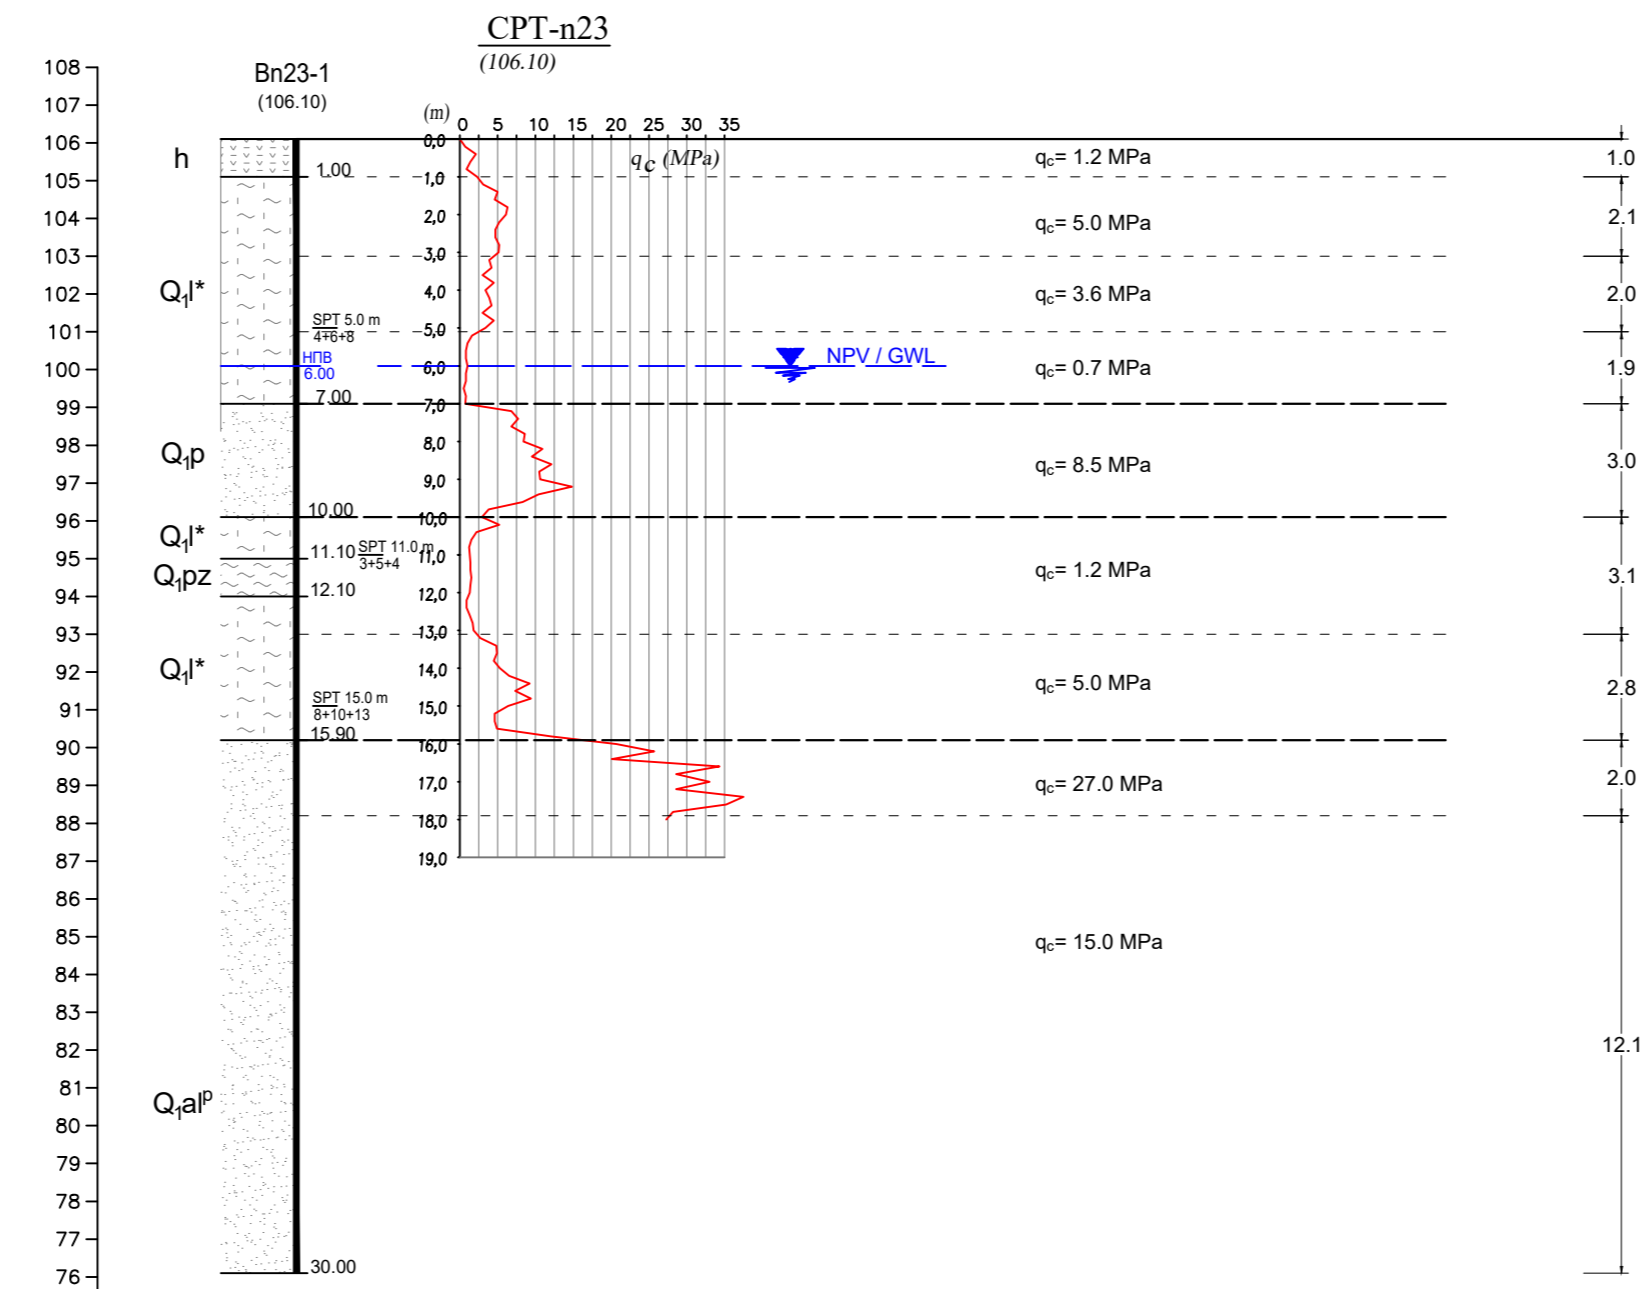 CPT-n23
(106.10)
Bn23-1
(106.10)
108
107
106
105
104
103
102
101
100
99
98
97
96
95
94
93
92
91
90
89
88
87
86
85
84
83
82
81
80
79
78
77
76
h
Q₁l*
Q₁p
Q₁l*
Q₁pz
Q₁l*
Q₁alᵖ
1.00
SPT 5.0 m
4+6+8
НПВ
6.00
7.00
10.00
11.10
SPT 11.0 m
3+5+4
12.10
SPT 15.0 m
8+10+13
15.90
30.00
(m)
0 5 10 15 20 25 30 35
qc (MPa)
0,0
1,0
2,0
3,0
4,0
5,0
6,0
7,0
8,0
9,0
10,0
11,0
12,0
13,0
14,0
15,0
16,0
17,0
18,0
19,0
NPV / GWL
qc= 1.2 MPa
qc= 5.0 MPa
qc= 3.6 MPa
qc= 0.7 MPa
qc= 8.5 MPa
qc= 1.2 MPa
qc= 5.0 MPa
qc= 27.0 MPa
qc= 15.0 MPa
1.0
2.1
2.0
1.9
3.0
3.1
2.8
2.0
12.1